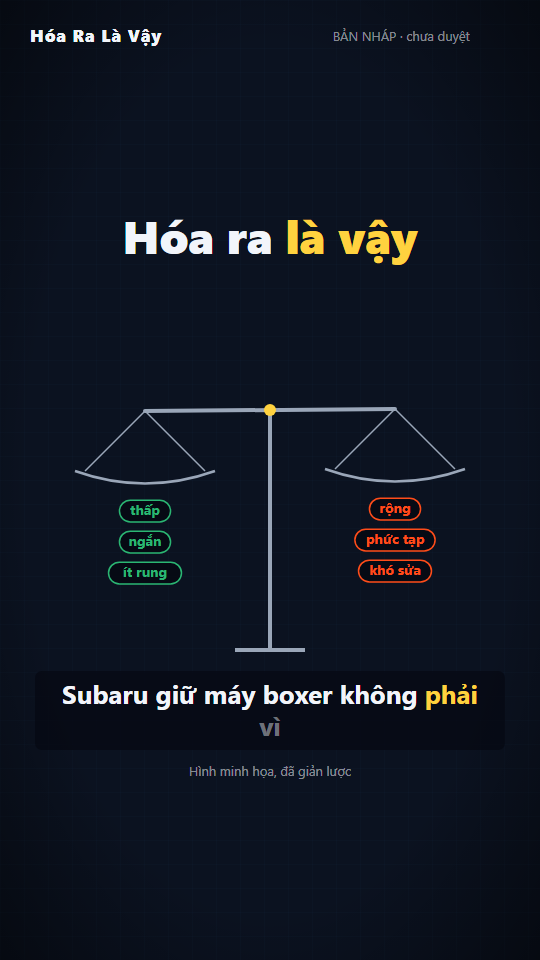 Hóa Ra Là Vậy
BẢN NHÁP · chưa duyệt
Hóa ra là vậy
thấp
ngắn
ít rung
rộng
phức tạp
khó sửa
Subaru giữ máy boxer không phải
vì
Hình minh họa, đã giản lược